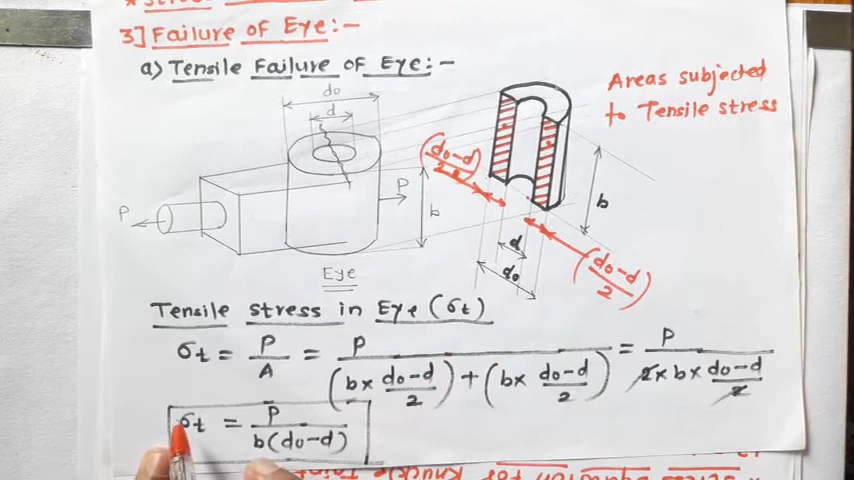 3] Failure of Eye:-
a) Tensile Failure of Eye:-
do
d
Areas subjected
to Tensile stress
(do-d)/2
P
P
b
b
d
do
(do-d)/2
Eye
Tensile stress in Eye (σt)
σt = P/A = P/((b× do-d/2)+(b× do-d/2)) = P/(2×b× do-d/2)
σt = P/b(do-d)